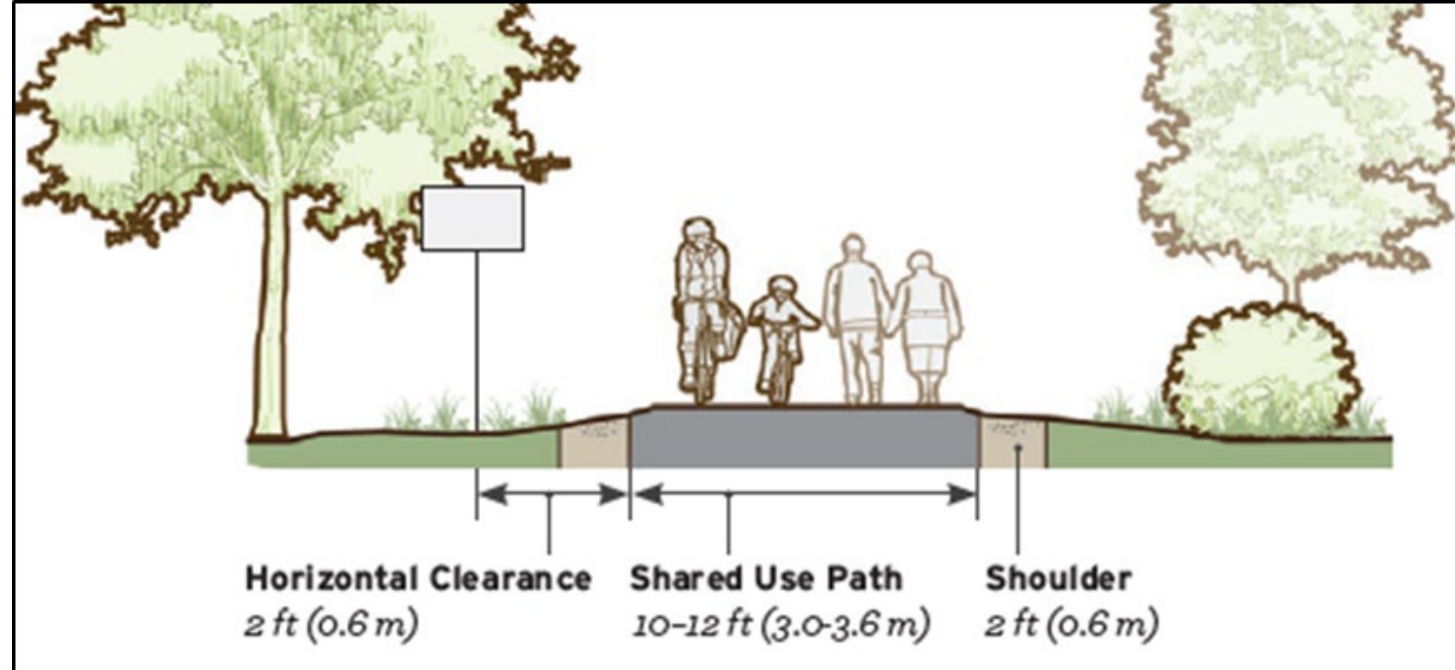 Horizontal Clearance
2 ft (0.6 m)
Shared Use Path
10-12 ft (3.0-3.6 m)
Shoulder
2 ft (0.6 m)